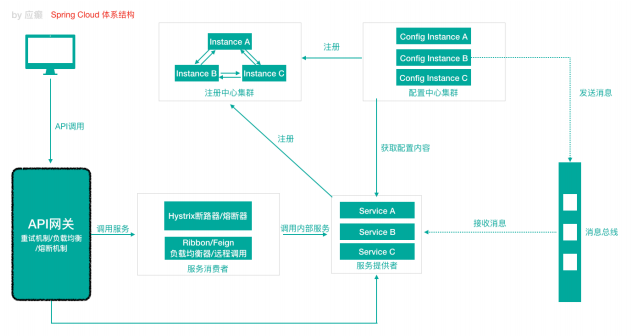 by 应癫 Spring Cloud 体系结构
Instance A
Instance B
Instance C
注册中心集群
注册
Config Instance A
Config Instance B
Config Instance C
配置中心集群
发送消息
API调用
注册
获取配置内容
API网关
重试机制/负载均衡
/熔断机制
调用服务
Hystrix断路器/熔断器
Ribbon/Feign
负载均衡器/远程调用
服务消费者
调用内部服务
Service A
Service B
Service C
服务提供者
接收消息
消息总线